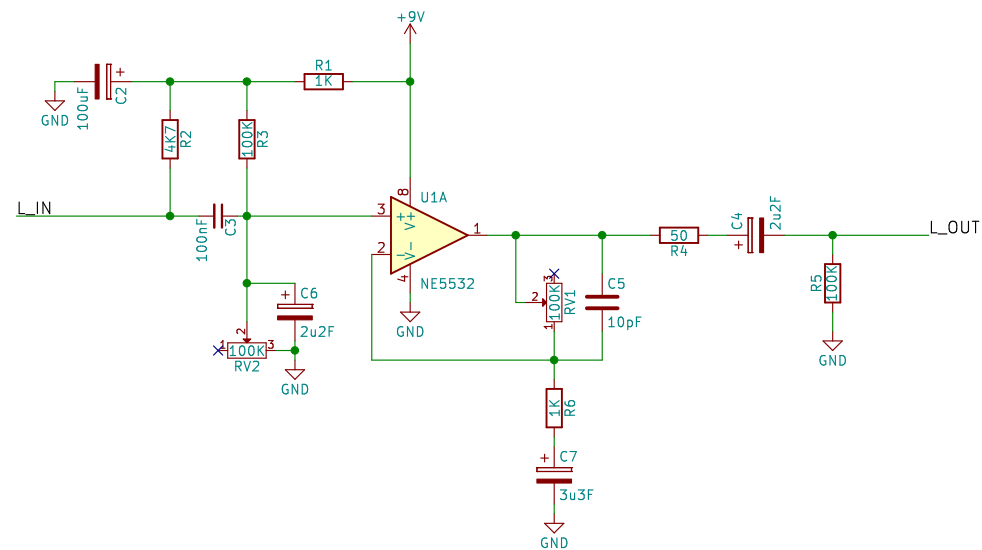 +9V
R1
1K
+
100uF
C2
GND
4K7
R2
100K
R3
L_IN
100nF
C3
U1A
8
3
+
V+
2
-
V-
4
1
NE5532
GND
+
C6
2u2F
2
1
100K
3
RV2
GND
3
2
100K
RV1
1
C5
10pF
50
R4
C4
+
2u2F
L_OUT
R5
100K
GND
1K
R6
+
C7
3u3F
GND